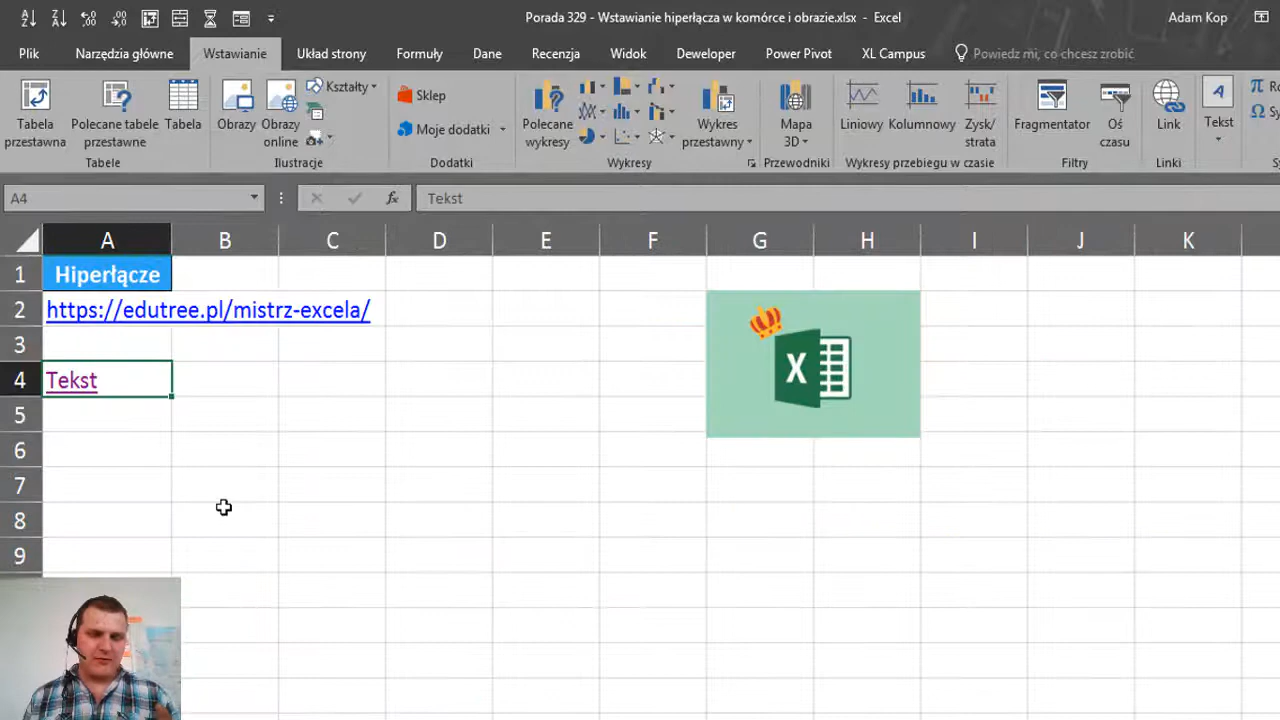 Porada 329 - Wstawianie hiperłącza w komórce i obrazie.xlsx - Excel
Adam Kop
Plik Narzędzia główne Wstawianie Układ strony Formuły Dane Recenzja Widok Deweloper Power Pivot XL Campus Powiedz mi, co chcesz zrobić
Tabela przestawna
Polecane tabele przestawne
Tabela
Tabele
Obrazy
Obrazy online
Kształty
Ilustracje
Sklep
Moje dodatki
Dodatki
Polecane wykresy
Wykres przestawny
Wykresy
Mapa 3D
Przewodniki
Liniowy
Kolumnowy
Zysk/strata
Wykresy przebiegu w czasie
Fragmentator
Oś czasu
Filtry
Link
Linki
Tekst
A4
fx
Tekst
A B C D E F G H I J K
1 Hiperłącze
2 https://edutree.pl/mistrz-excela/
3
4 Tekst
5
6
7
8
9
X